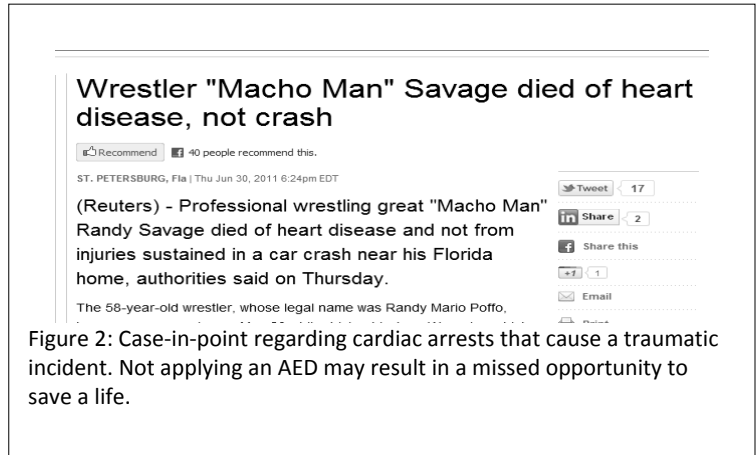 Wrestler "Macho Man" Savage died of heart
disease, not crash
Recommend 40 people recommend this.
ST. PETERSBURG, Fla | Thu Jun 30, 2011 6:24pm EDT
(Reuters) - Professional wrestling great "Macho Man"
Randy Savage died of heart disease and not from
injuries sustained in a car crash near his Florida
home, authorities said on Thursday.
The 58-year-old wrestler, whose legal name was Randy Mario Poffo,
Tweet 17
Share 2
Share this
+1 1
Email
Print
Figure 2: Case-in-point regarding cardiac arrests that cause a traumatic
incident. Not applying an AED may result in a missed opportunity to
save a life.